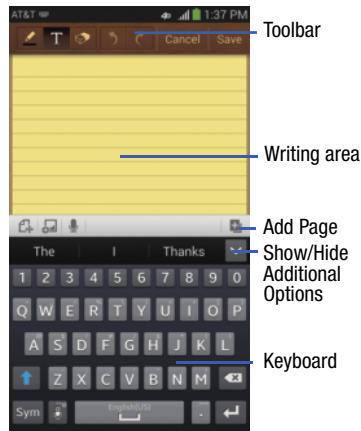 AT&T 1:37 PM
T Cancel Save
Toolbar
Writing area
Add Page
The I Thanks
Show/Hide
Additional
Options
1 2 3 4 5 6 7 8 9 0
Q W E R T Y U I O P
A S D F G H J K L
Keyboard
Z X C V B N M
Sym English(US) .